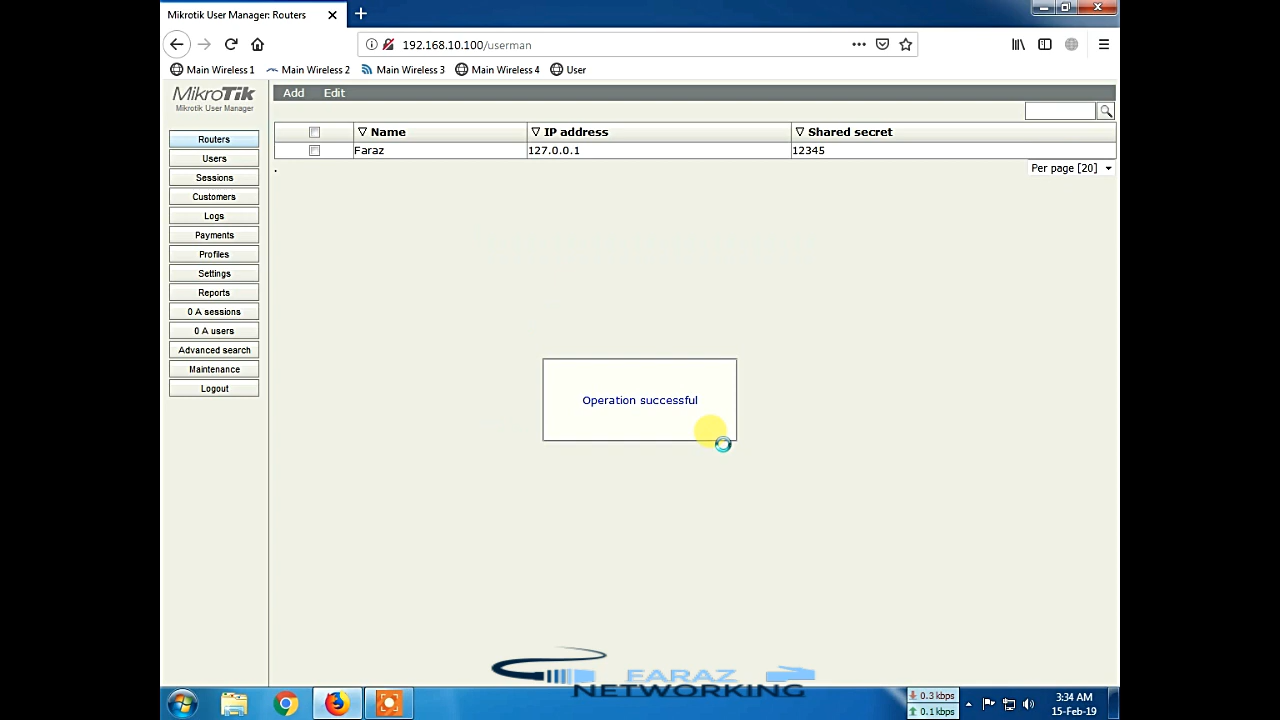 Mikrotik User Manager: Routers
192.168.10.100/userman
Main Wireless 1
Main Wireless 2
Main Wireless 3
Main Wireless 4
User
MikroTik
Mikrotik User Manager
Add Edit
Routers
Users
Sessions
Customers
Logs
Payments
Profiles
Settings
Reports
0 A sessions
0 A users
Advanced search
Maintenance
Logout
Name IP address Shared secret
Faraz 127.0.0.1 12345
Per page [20]
Operation successful
FARAZ
NETWORKING
0.3 kbps
0.1 kbps
3:34 AM
15-Feb-19